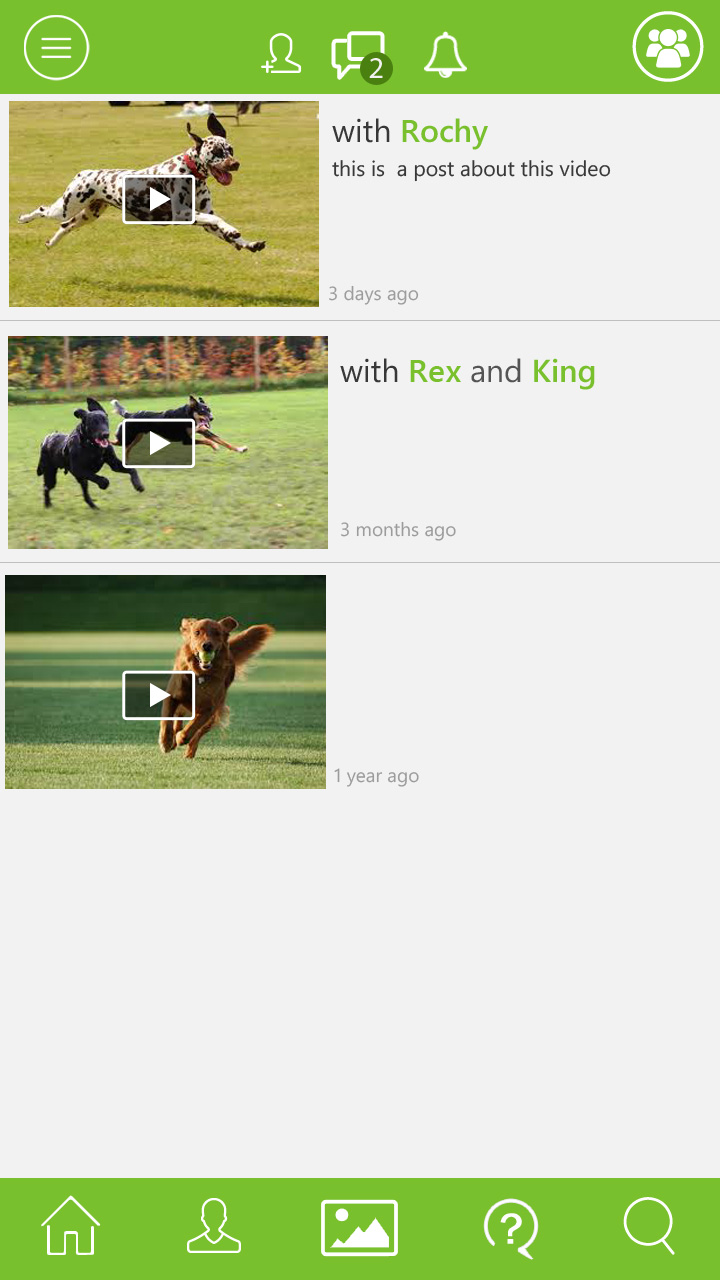 2
with Rochy
this is  a post about this video
3 days ago
with Rex and King
3 months ago
1 year ago
?